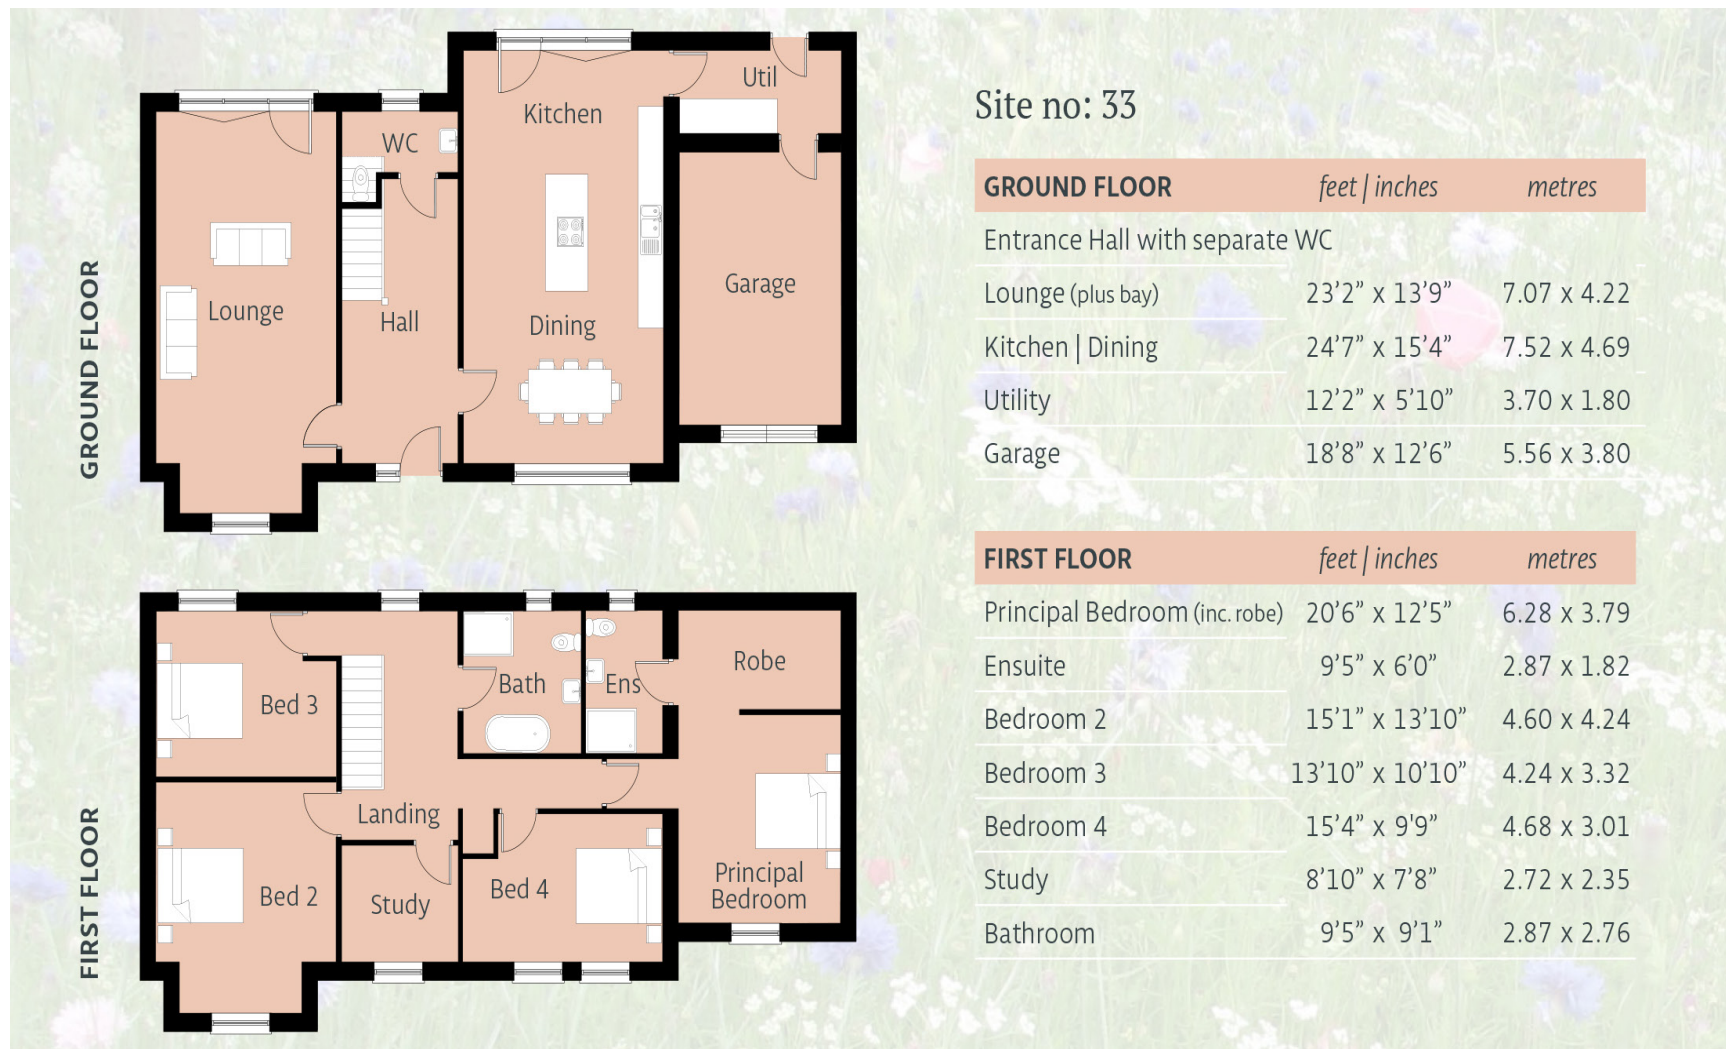 GROUND FLOOR
Kitchen
Util
WC
Lounge
Hall
Dining
Garage
FIRST FLOOR
Bed 3
Bath
Ens
Robe
Landing
Bed 2
Study
Bed 4
Principal
Bedroom
Site no: 33
GROUND FLOOR feet | inches metres
Entrance Hall with separate WC
Lounge (plus bay) 23’2” x 13’9” 7.07 x 4.22
Kitchen | Dining 24’7” x 15’4” 7.52 x 4.69
Utility 12’2” x 5’10” 3.70 x 1.80
Garage 18’8” x 12’6” 5.56 x 3.80
FIRST FLOOR feet | inches metres
Principal Bedroom (inc. robe) 20’6” x 12’5” 6.28 x 3.79
Ensuite 9’5” x 6’0” 2.87 x 1.82
Bedroom 2 15’1” x 13’10” 4.60 x 4.24
Bedroom 3 13’10” x 10’10” 4.24 x 3.32
Bedroom 4 15’4” x 9'9” 4.68 x 3.01
Study 8’10” x 7’8” 2.72 x 2.35
Bathroom 9’5” x 9’1” 2.87 x 2.76